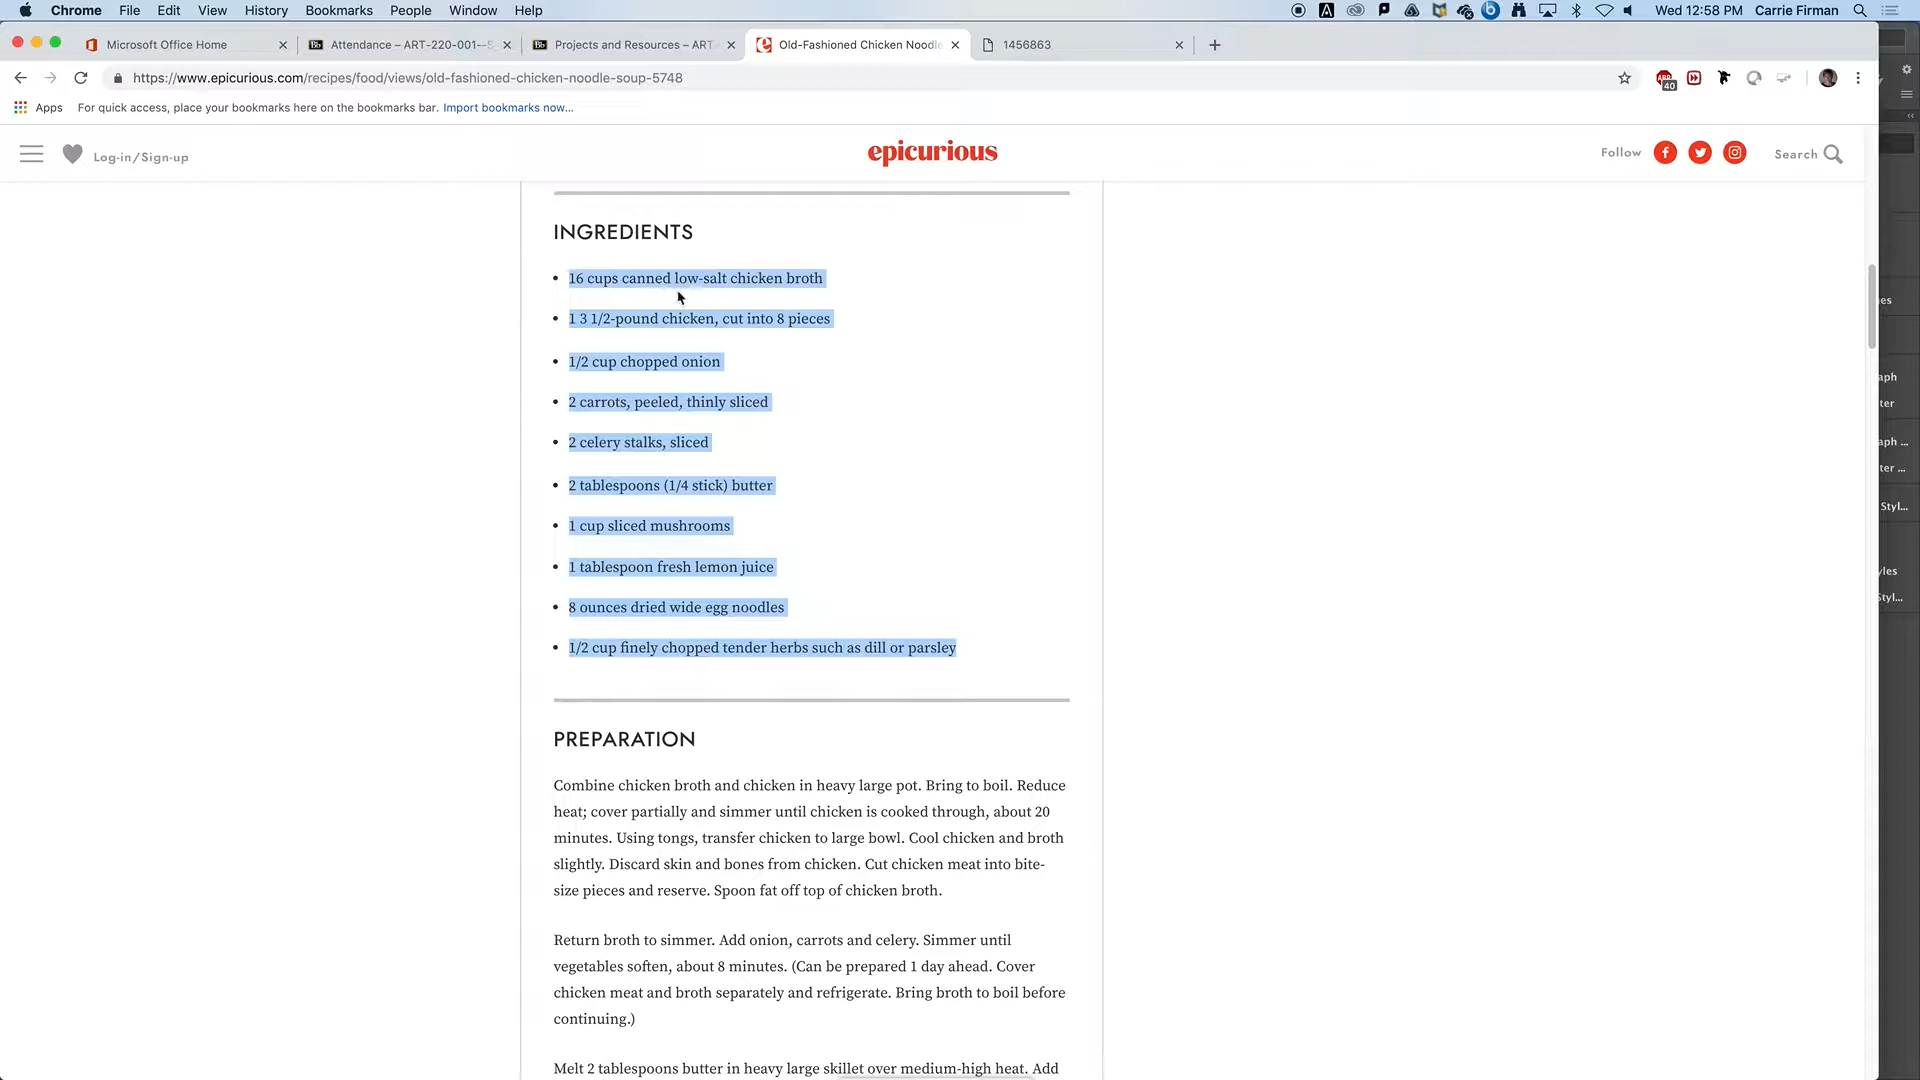 Chrome File Edit View History Bookmarks People Window Help Wed 12:58 PM Carrie Firman
Microsoft Office Home
Attendance – ART-220-001--S
Projects and Resources – ART-
Old-Fashioned Chicken Noodle
1456863
https://www.epicurious.com/recipes/food/views/old-fashioned-chicken-noodle-soup-5748
40
Apps For quick access, place your bookmarks here on the bookmarks bar. Import bookmarks now...
Log-in/Sign-up
epicurious
Follow
Search
INGREDIENTS
• 16 cups canned low-salt chicken broth
• 1 3 1/2-pound chicken, cut into 8 pieces
• 1/2 cup chopped onion
• 2 carrots, peeled, thinly sliced
• 2 celery stalks, sliced
• 2 tablespoons (1/4 stick) butter
• 1 cup sliced mushrooms
• 1 tablespoon fresh lemon juice
• 8 ounces dried wide egg noodles
• 1/2 cup finely chopped tender herbs such as dill or parsley
PREPARATION
Combine chicken broth and chicken in heavy large pot. Bring to boil. Reduce
heat; cover partially and simmer until chicken is cooked through, about 20
minutes. Using tongs, transfer chicken to large bowl. Cool chicken and broth
slightly. Discard skin and bones from chicken. Cut chicken meat into bite-
size pieces and reserve. Spoon fat off top of chicken broth.
Return broth to simmer. Add onion, carrots and celery. Simmer until
vegetables soften, about 8 minutes. (Can be prepared 1 day ahead. Cover
chicken meat and broth separately and refrigerate. Bring broth to boil before
continuing.)
Melt 2 tablespoons butter in heavy large skillet over medium-high heat. Add